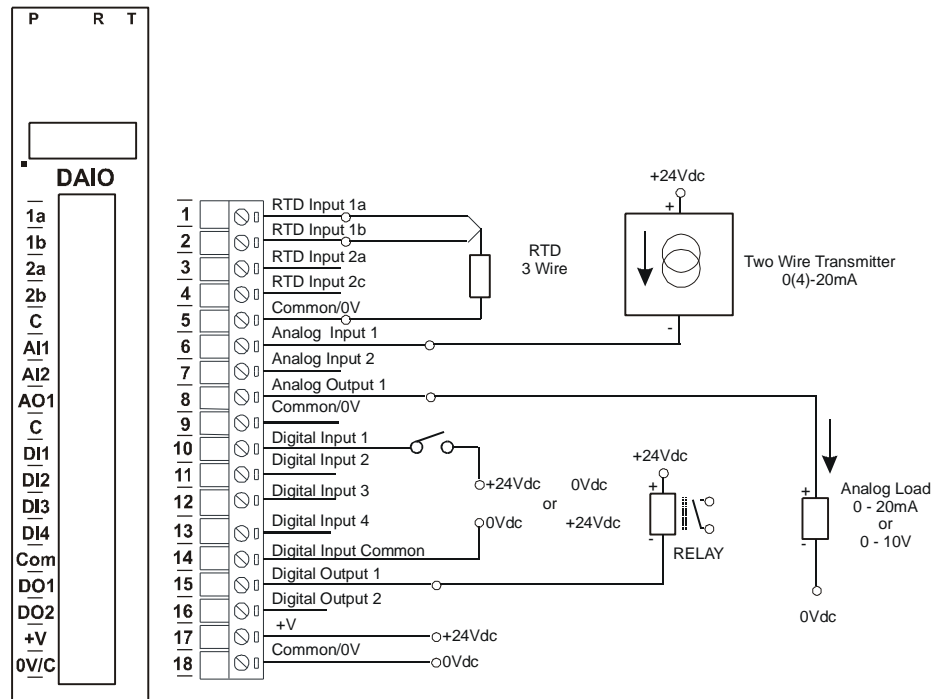 P R T
DAIO
1a
1b
2a
2b
C
AI1
AI2
AO1
C
DI1
DI2
DI3
DI4
Com
DO1
DO2
+V
0V/C
1 RTD Input 1a
2 RTD Input 1b
3 RTD Input 2a
4 RTD Input 2c
5 Common/0V
6 Analog Input 1
7 Analog Input 2
8 Analog Output 1
9 Common/0V
10 Digital Input 1
11 Digital Input 2
12 Digital Input 3
13 Digital Input 4
14 Digital Input Common
15 Digital Output 1
16 Digital Output 2
17 +V
18 Common/0V
RTD
3 Wire
+24Vdc
+
-
Two Wire Transmitter
0(4)-20mA
+24Vdc 0Vdc
or
0Vdc +24Vdc
+24Vdc
+
-
RELAY
+
-
Analog Load
0 - 20mA
or
0 - 10V
0Vdc
+24Vdc
0Vdc